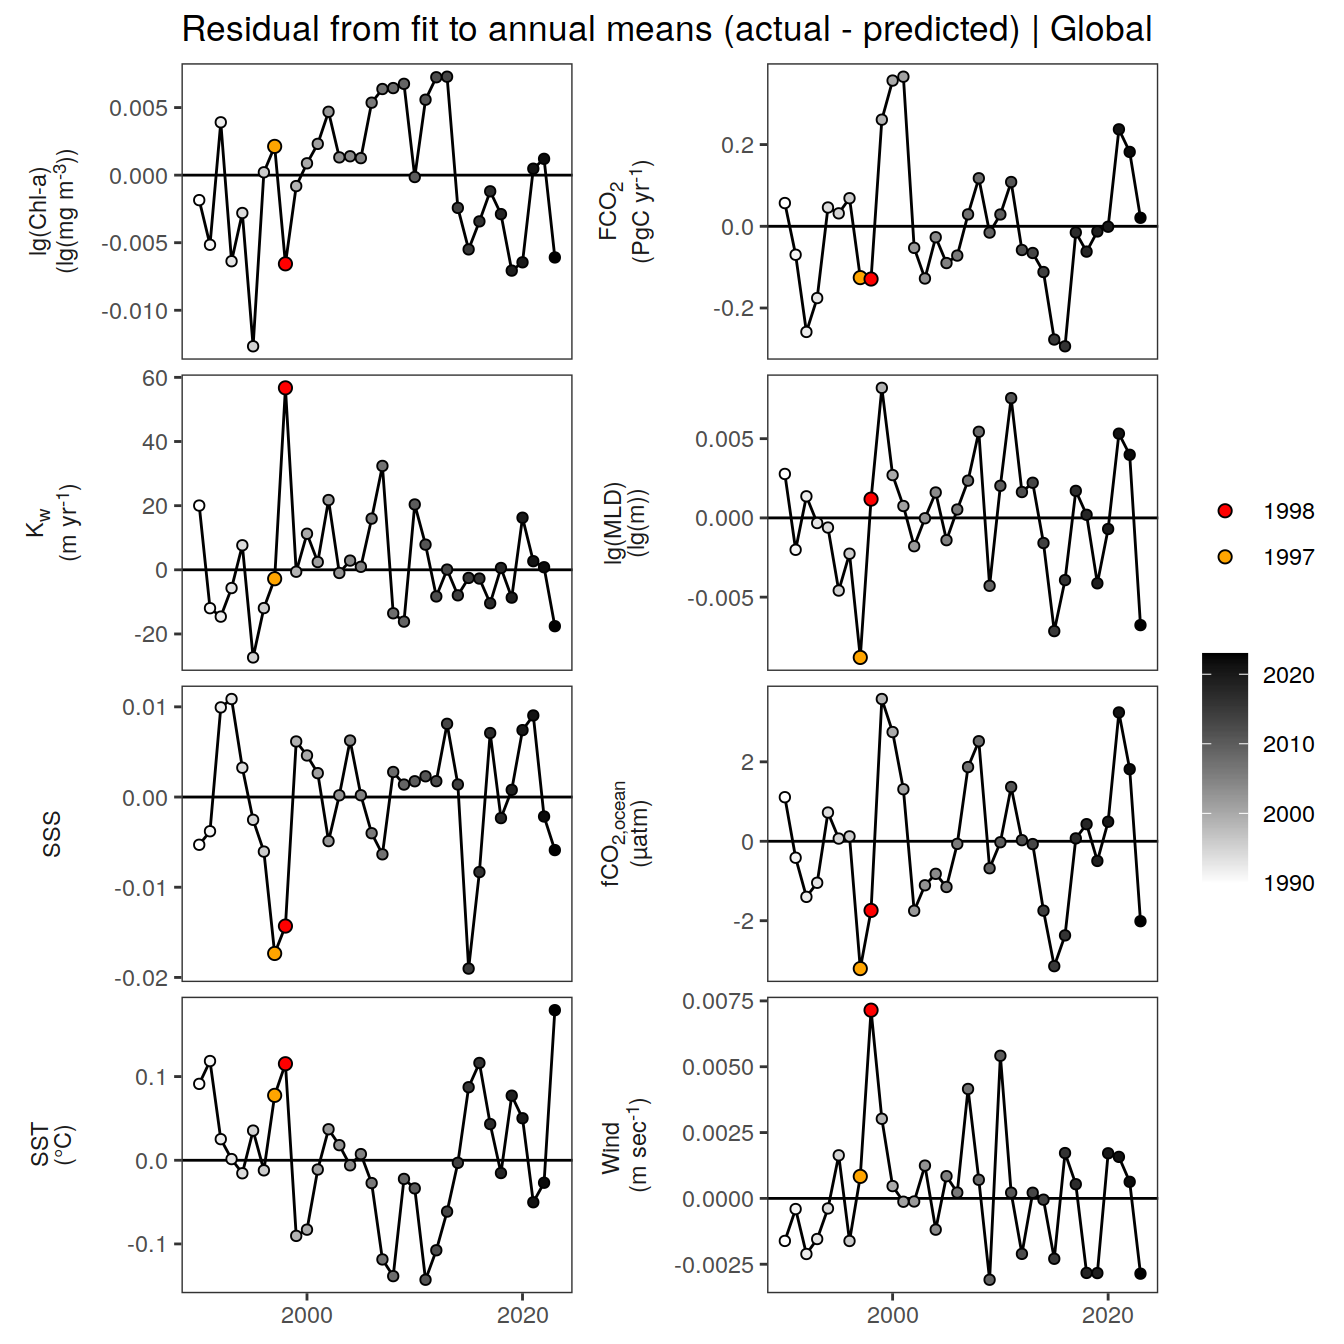 Residual from fit to annual means (actual - predicted) | Global
lg(Chl-a)
(lg(mg m-3))
0.005
0.000
-0.005
-0.010
FCO2
(PgC yr-1)
0.2
0.0
-0.2
Kw
(m yr-1)
60
40
20
0
-20
lg(MLD)
(lg(m))
0.005
0.000
-0.005
SSS
0.01
0.00
-0.01
-0.02
fCO2,ocean
(µatm)
2
0
-2
SST
(°C)
0.1
0.0
-0.1
2000
2020
Wind
(m sec-1)
0.0075
0.0050
0.0025
0.0000
-0.0025
2000
2020
1998
1997
2020
2010
2000
1990